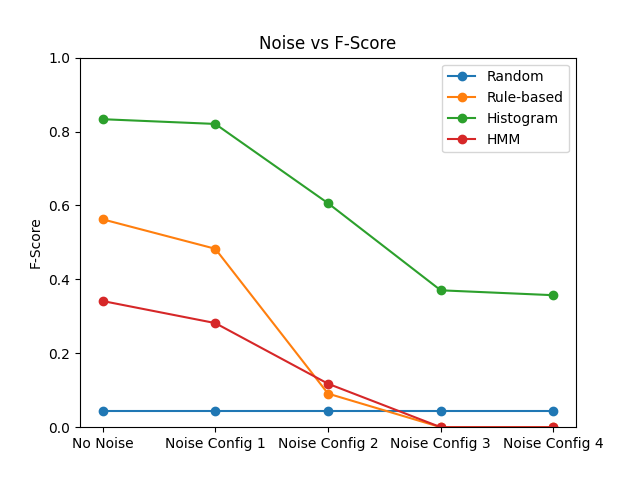 Noise vs F-Score
1.0
0.8
0.6
0.4
0.2
0.0
F-Score
Random
Rule-based
Histogram
HMM
No Noise
Noise Config 1
Noise Config 2
Noise Config 3
Noise Config 4